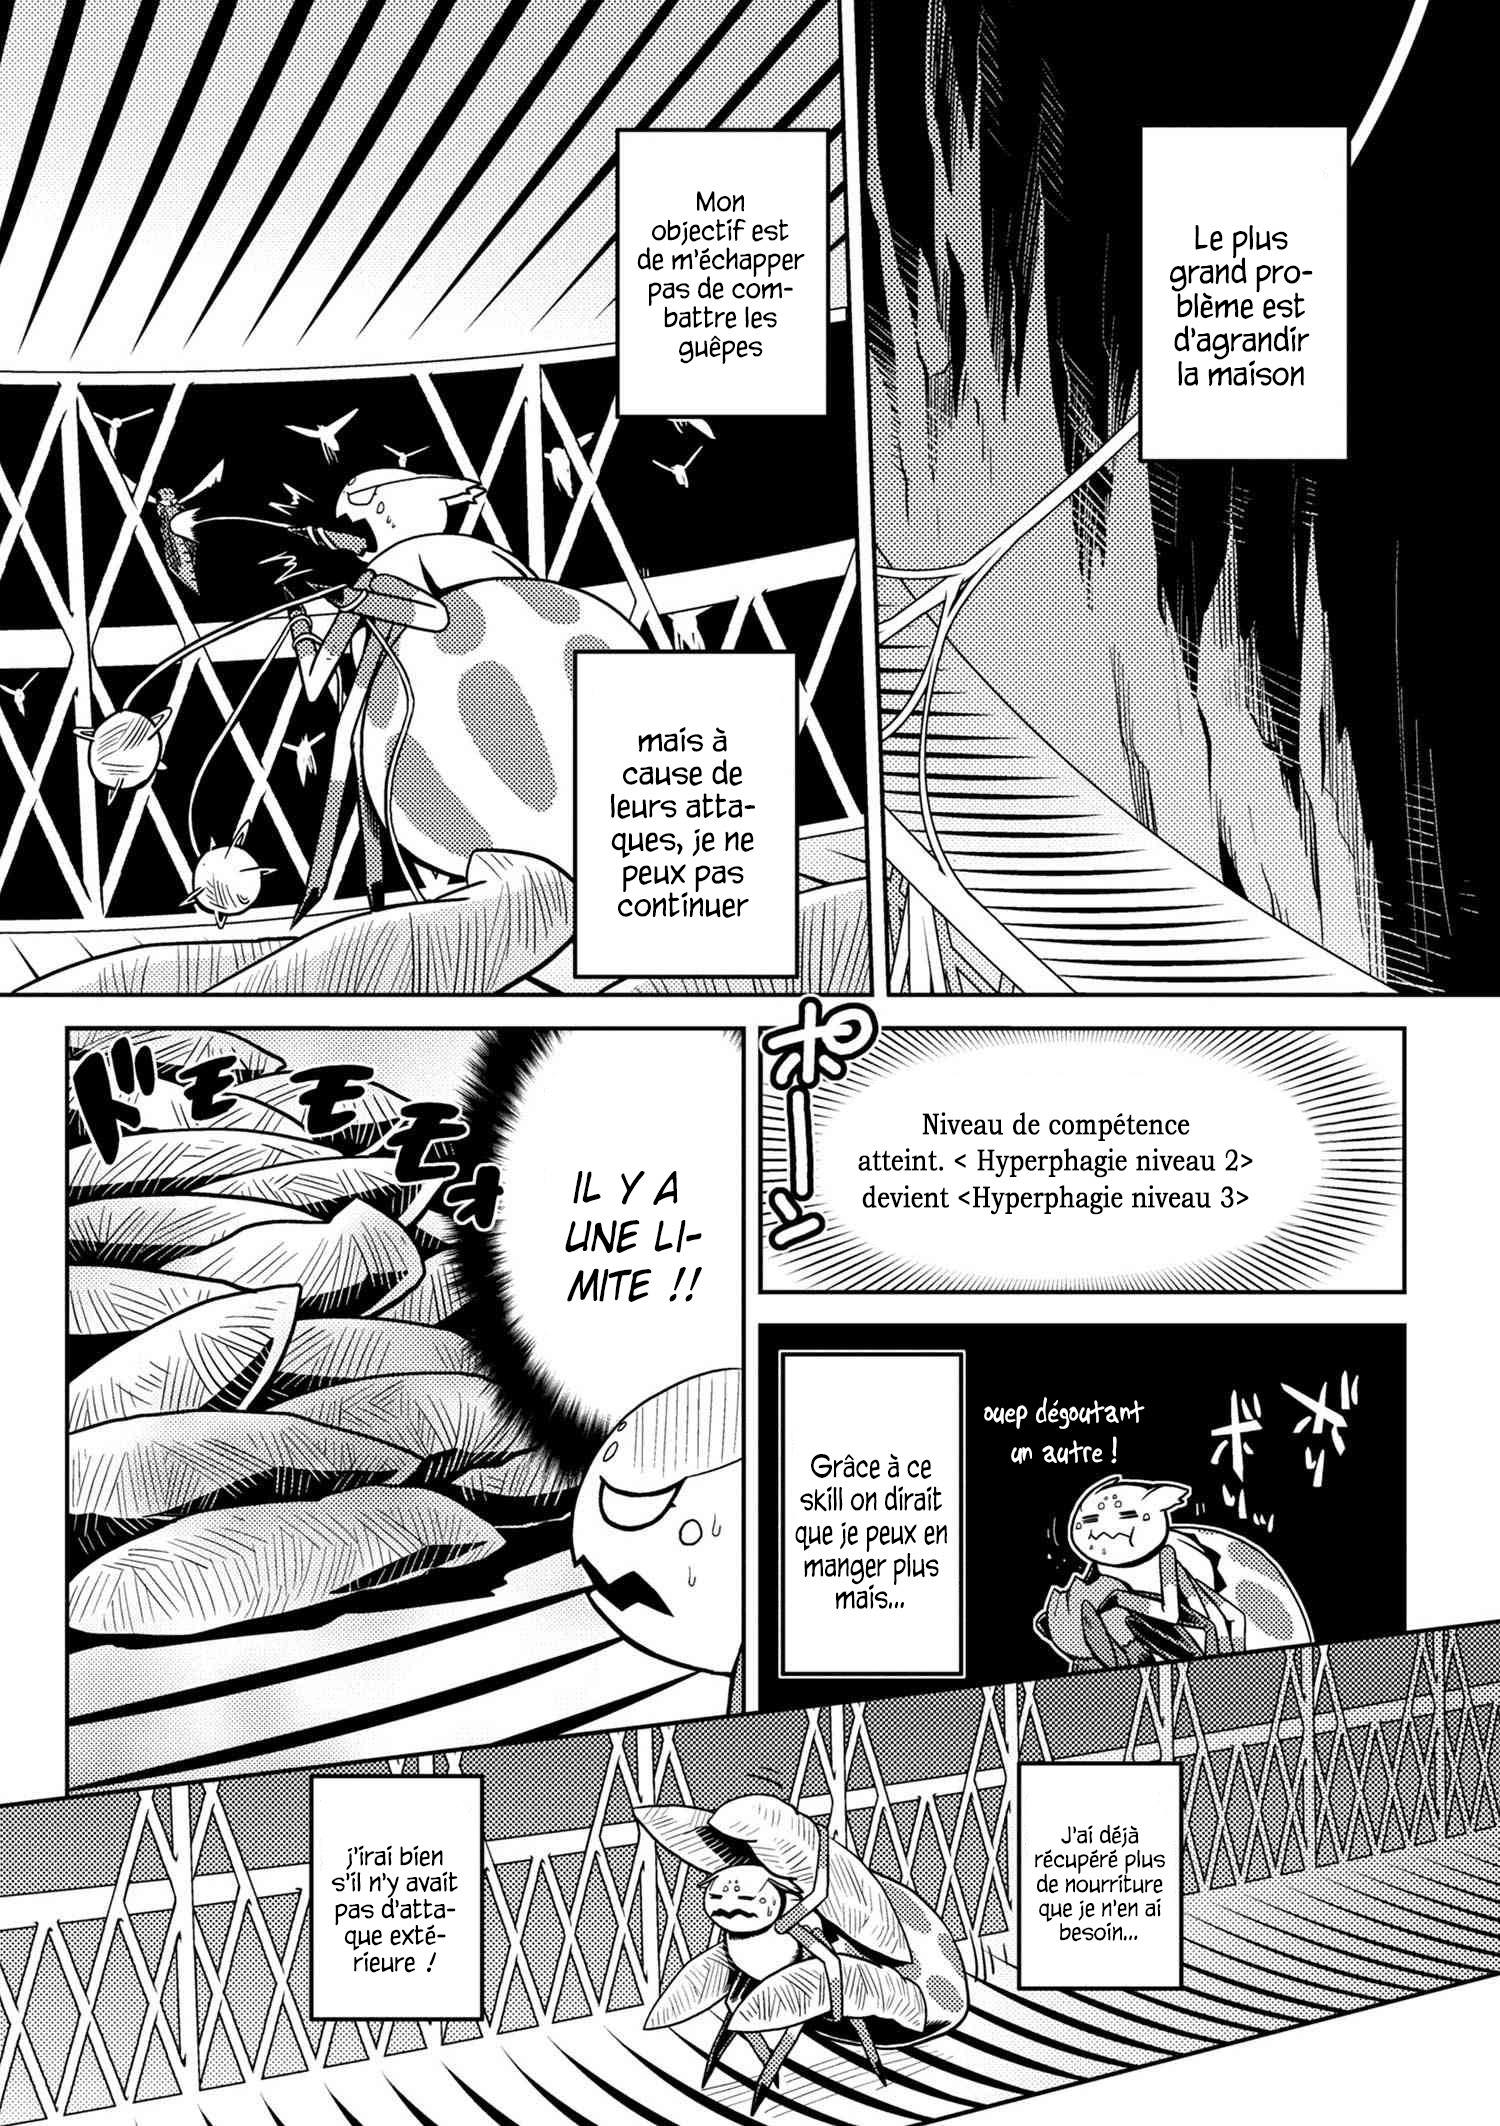 Le plus
grand pro-
blème est
d'agrandir
la maison
Mon
objectif est
de m'échapper
pas de com-
battre les
guêpes
mais à
cause de
leurs atta-
ques, je ne
peux pas
continuer
ポーン
Niveau de compétence
atteint. < Hyperphagie niveau 2>
devient <Hyperphagie niveau 3>
ouep dégoutant
un autre !
ボリ
ボリ
Grâce à ce
skill on dirait
que je peux en
manger plus
mais...
IL Y A
UNE LI-
MITE !!
ドモモモォ
J'ai déjà
récupéré plus
de nourriture
que je n'en ai
besoin...
j'irai bien
s'il n'y avait
pas d'atta-
que exté-
rieure !